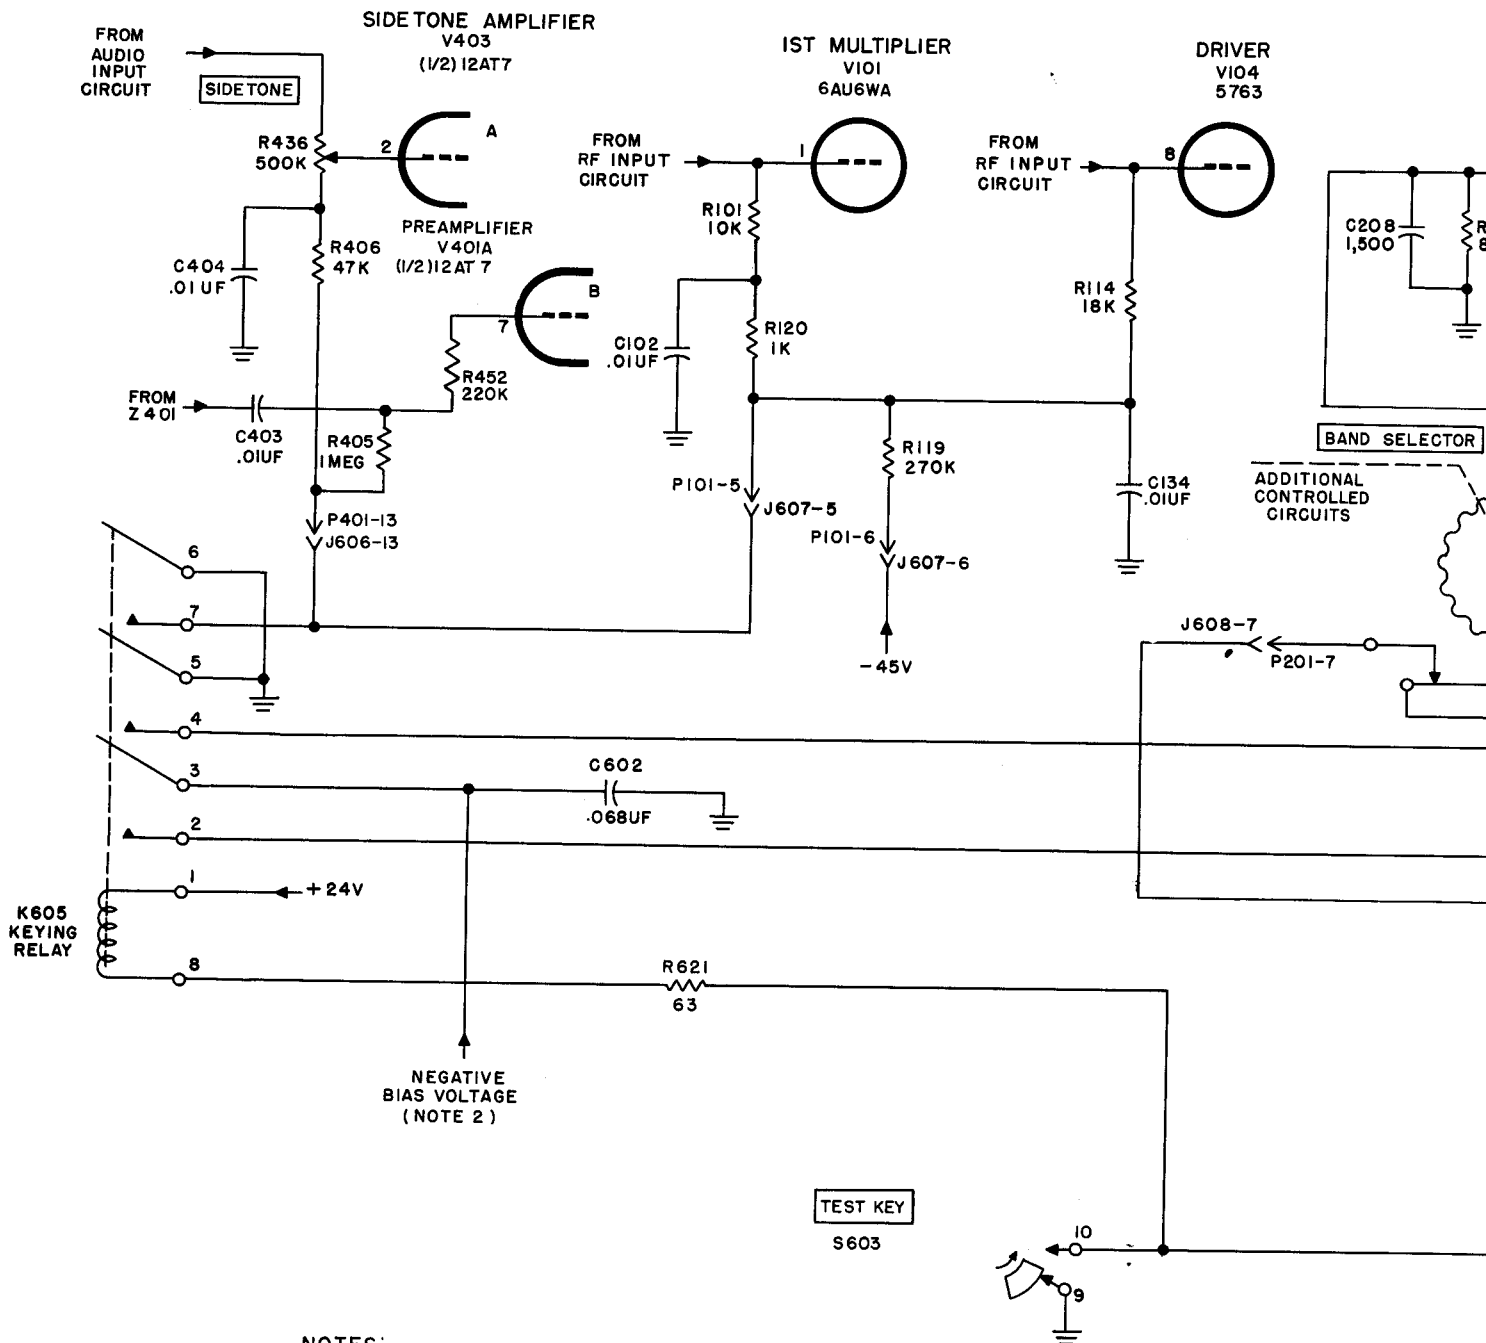 SIDETONE AMPLIFIER
V403
(1/2) 12AT7
FROM
AUDIO
INPUT
CIRCUIT
SIDETONE
A
2
R436
500K
R406
47K
C404
.01UF
PREAMPLIFIER
V401A
(1/2) 12AT7
B
7
R452
220K
FROM
Z401
C403
.01UF
R405
1MEG
P401-13
J606-13
1ST MULTIPLIER
V101
6AU6WA
FROM
RF INPUT
CIRCUIT
1
R101
10K
C102
.01UF
R120
1K
P101-5
J607-5
R119
270K
P101-6
J607-6
-45V
DRIVER
V104
5763
FROM
RF INPUT
CIRCUIT
8
R114
18K
C134
.01UF
C208
1,500
R
8
BAND SELECTOR
ADDITIONAL
CONTROLLED
CIRCUITS
J608-7
P201-7
6
7
5
4
3
2
1
8
C602
.068UF
+24V
K605
KEYING
RELAY
R621
63
NEGATIVE
BIAS VOLTAGE
(NOTE 2)
TEST KEY
S603
10
9
NOTES: